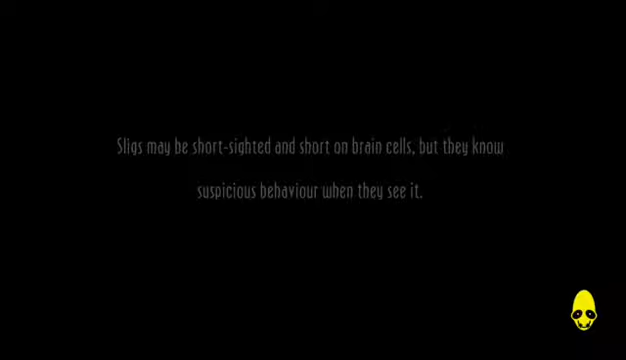 Sligs may be short-sighted and short on brain cells, but they know
suspicious behaviour when they see it.